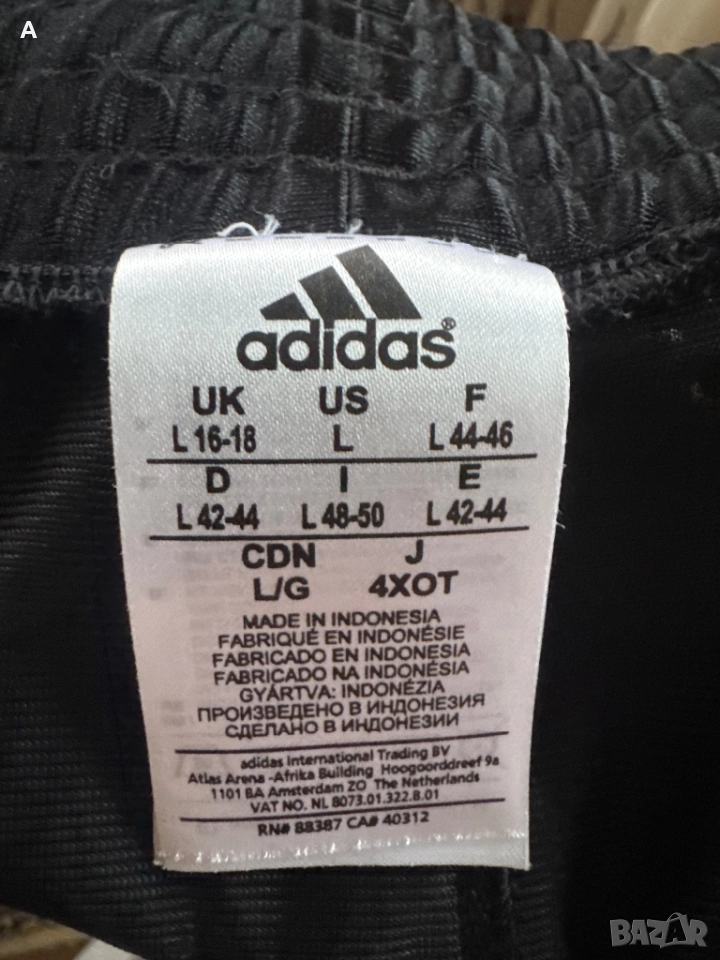 A
adidas®
UK US F
L 16-18 L L 44-46
D I E
L 42-44 L 48-50 L 42-44
CDN J
L/G 4XOT
MADE IN INDONESIA
FABRIQUÉ EN INDONÉSIE
FABRICADO EN INDONESIA
FABRICADO NA INDONÉSIA
GYÁRTVA: INDONÉZIA
ПРОИЗВЕДЕНО В ИНДОНЕЗИЯ
СДЕЛАНО В ИНДОНЕЗИИ
adidas International Trading BV
Atlas Arena -Afrika Building Hoogoorddreef 9a
1101 BA Amsterdam ZO The Netherlands
VAT NO. NL 8073.01.322.B.01
RN# 88387 CA# 40312
BAZAR